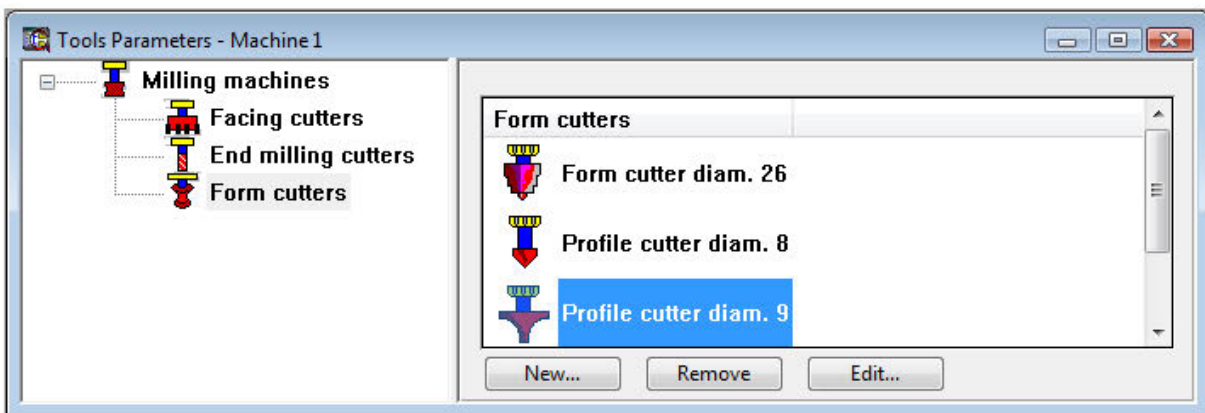 Tools Parameters - Machine 1
Milling machines
Facing cutters
End milling cutters
Form cutters
Form cutters
Form cutter diam. 26
Profile cutter diam. 8
Profile cutter diam. 9
New...
Remove
Edit...